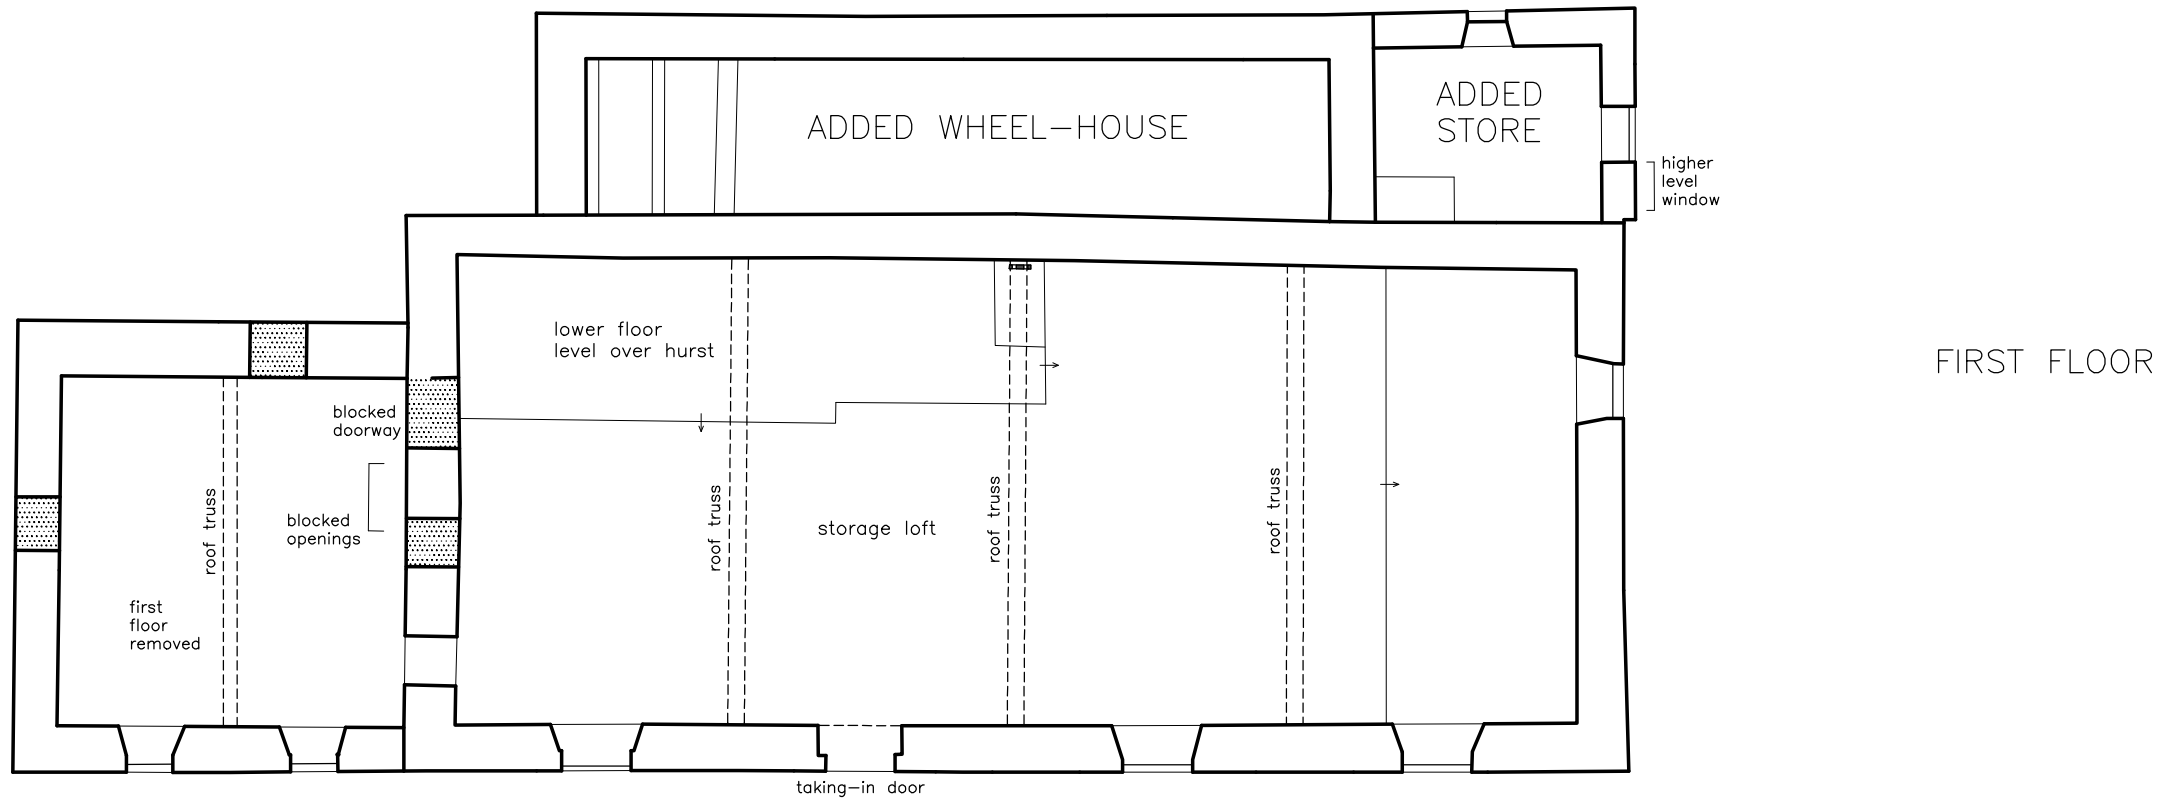 ADDED WHEEL-HOUSE
ADDED
STORE
higher
level
window
lower floor
level over hurst
FIRST FLOOR
blocked
doorway
blocked
openings
roof truss
roof truss
roof truss
roof truss
storage loft
first
floor
removed
taking-in door